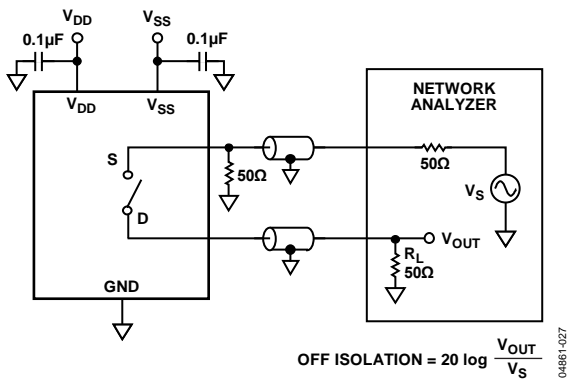 VDD
VSS
0.1µF
0.1µF
VDD
VSS
NETWORK
ANALYZER
S
50Ω
50Ω
VS
D
VOUT
RL
50Ω
GND
OFF ISOLATION = 20 log VOUT
VS
04861-027